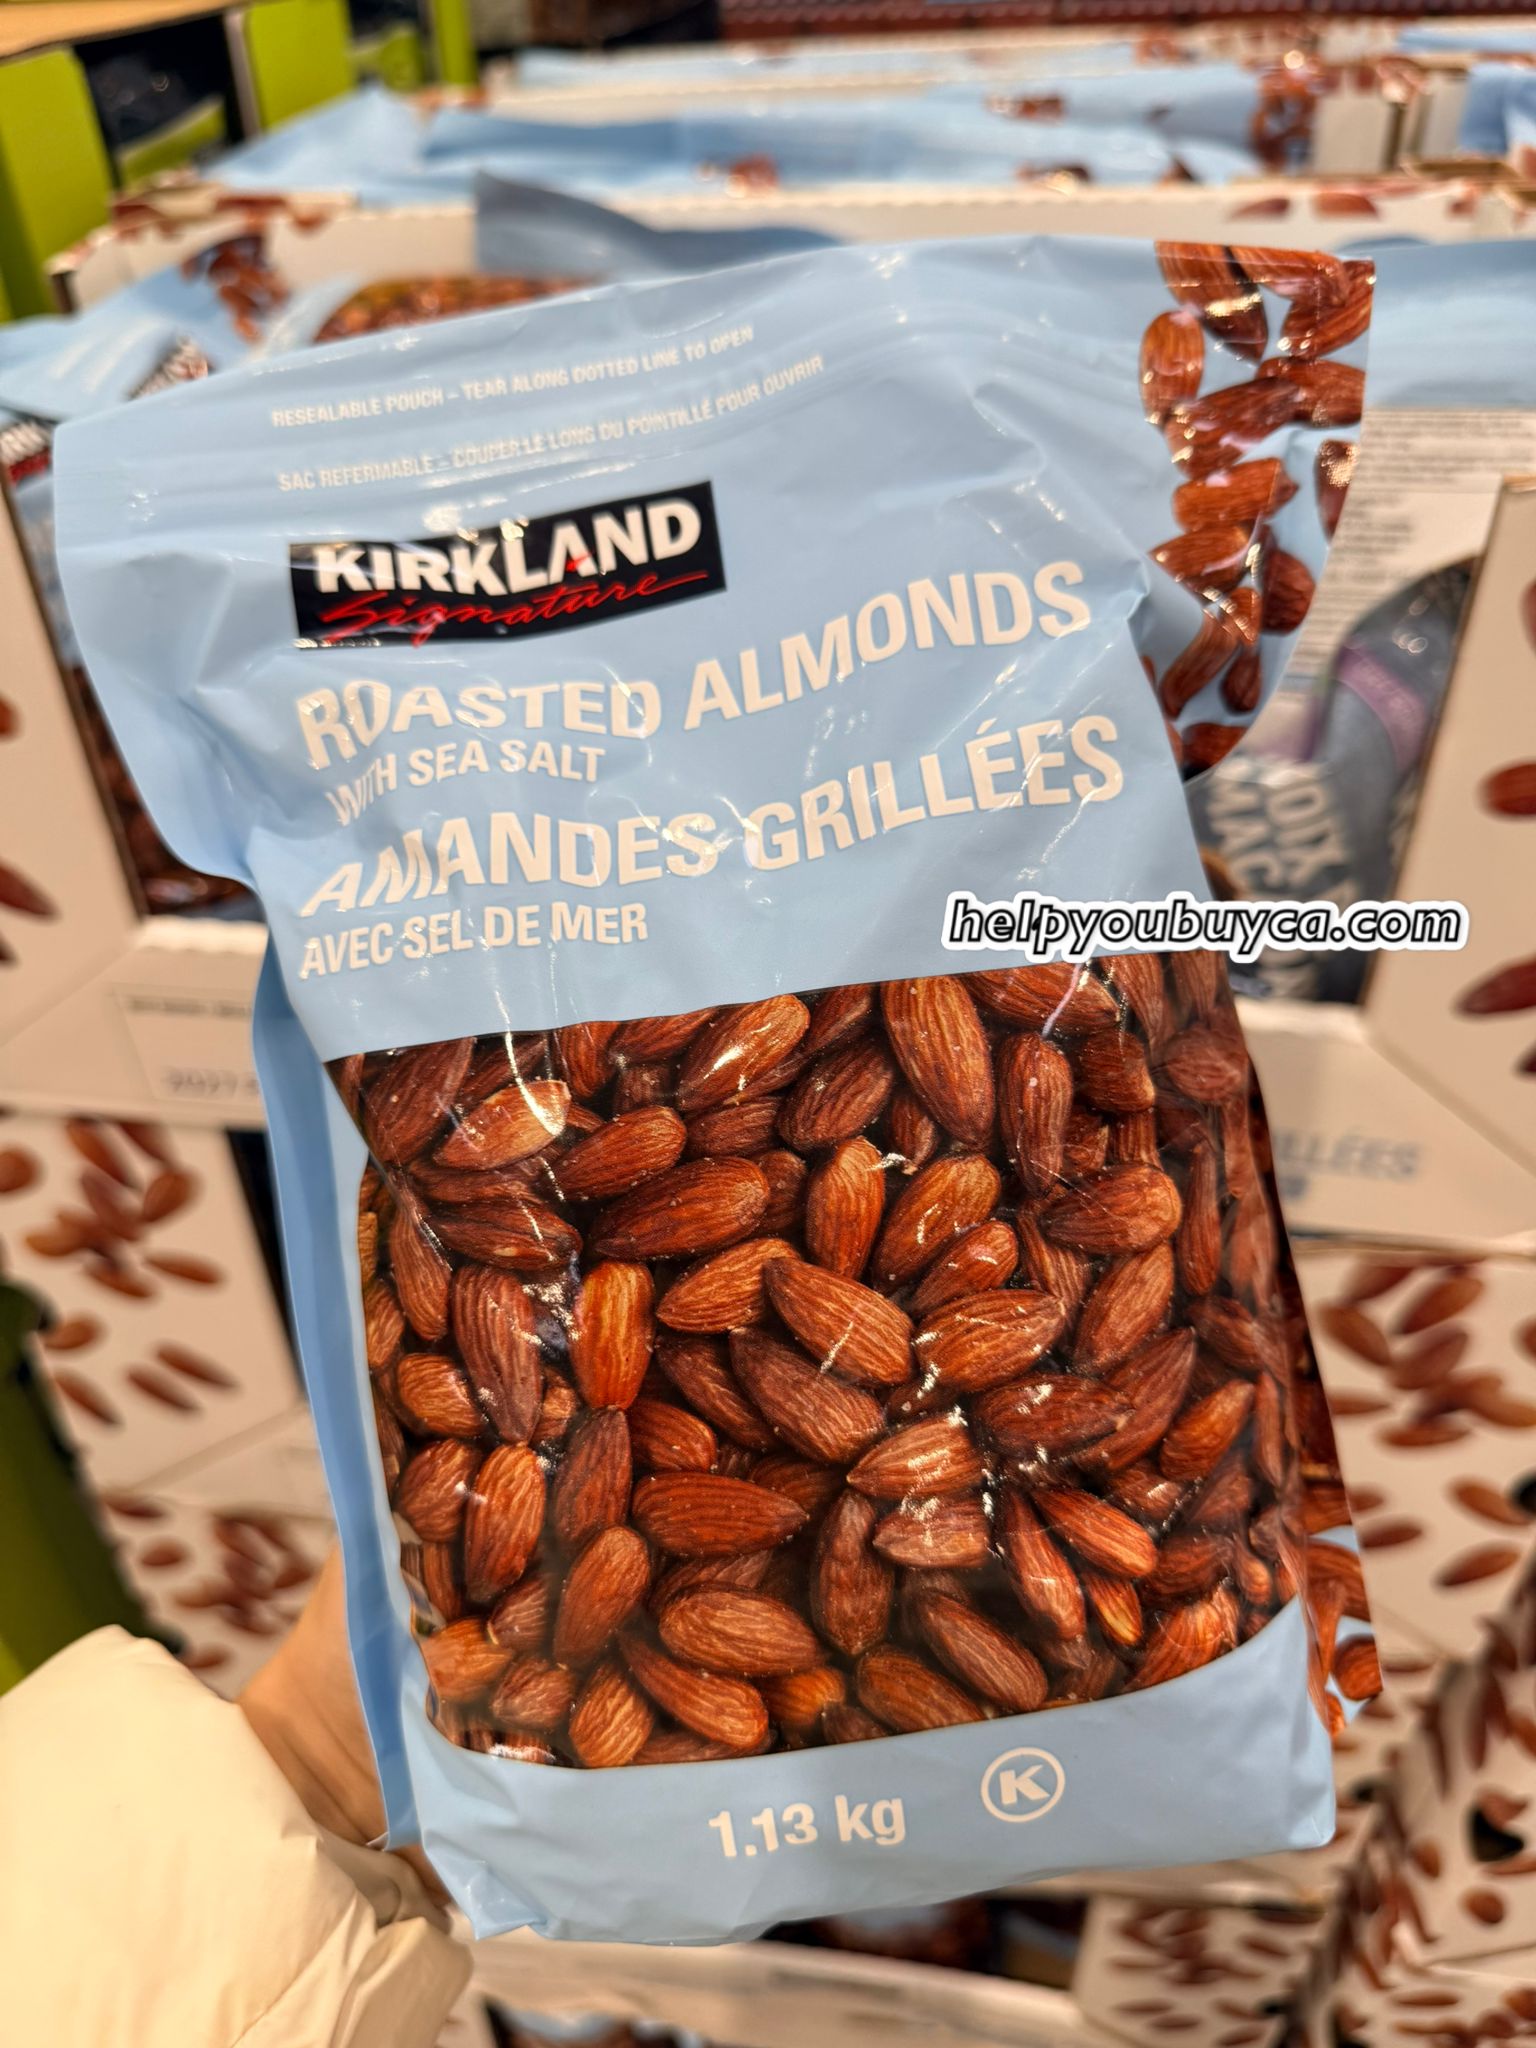 RESEALABLE POUCH – TEAR ALONG DOTTED LINE TO OPEN
SAC REFERMABLE – COUPER LE LONG DU POINTILLÉ POUR OUVRIR
KIRKLAND
Signature
ROASTED ALMONDS
WITH SEA SALT
AMANDES GRILLÉES
AVEC SEL DE MER
helpyoubuyca.com
1.13 kg
K